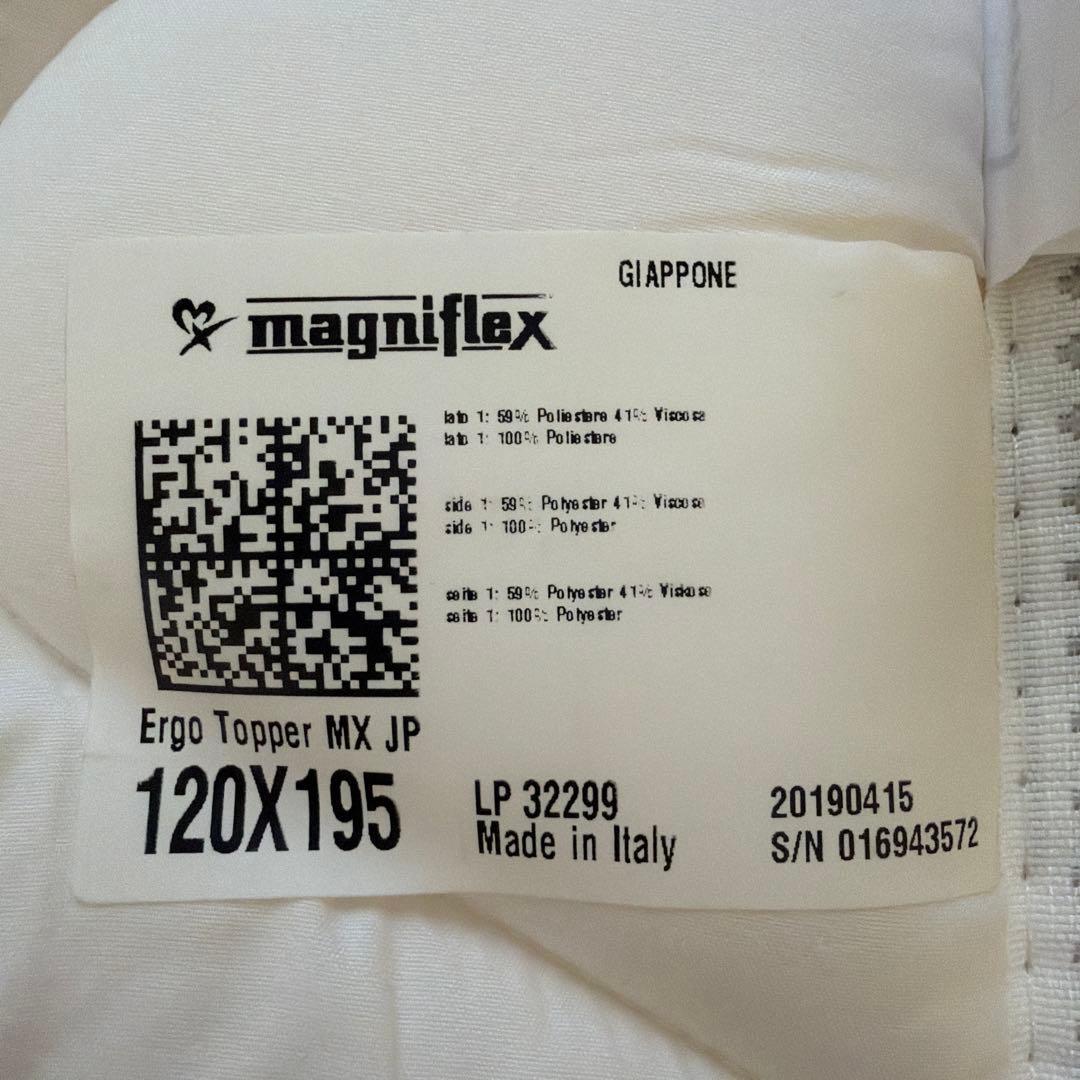 GIAPPONE
magniflex
lato 1: 59% Poliestere 41% Viscosa
lato 1: 100% Poliestere
side 1: 59% Polyester 41% Viscose
side 1: 100% Polyester
seite 1: 59% Polyester 41% Viskose
seite 1: 100% Polyester
Ergo Topper MX JP
120X195
LP 32299
Made in Italy
20190415
S/N 016943572